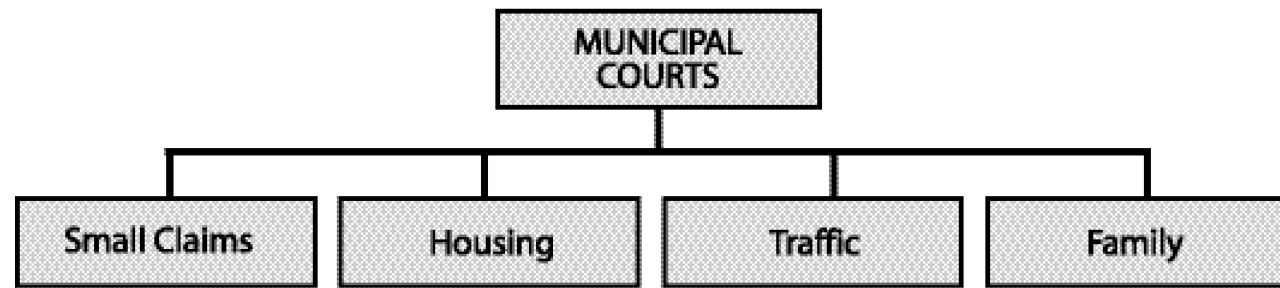 MUNICIPAL
COURTS
Small Claims
Housing
Traffic
Family